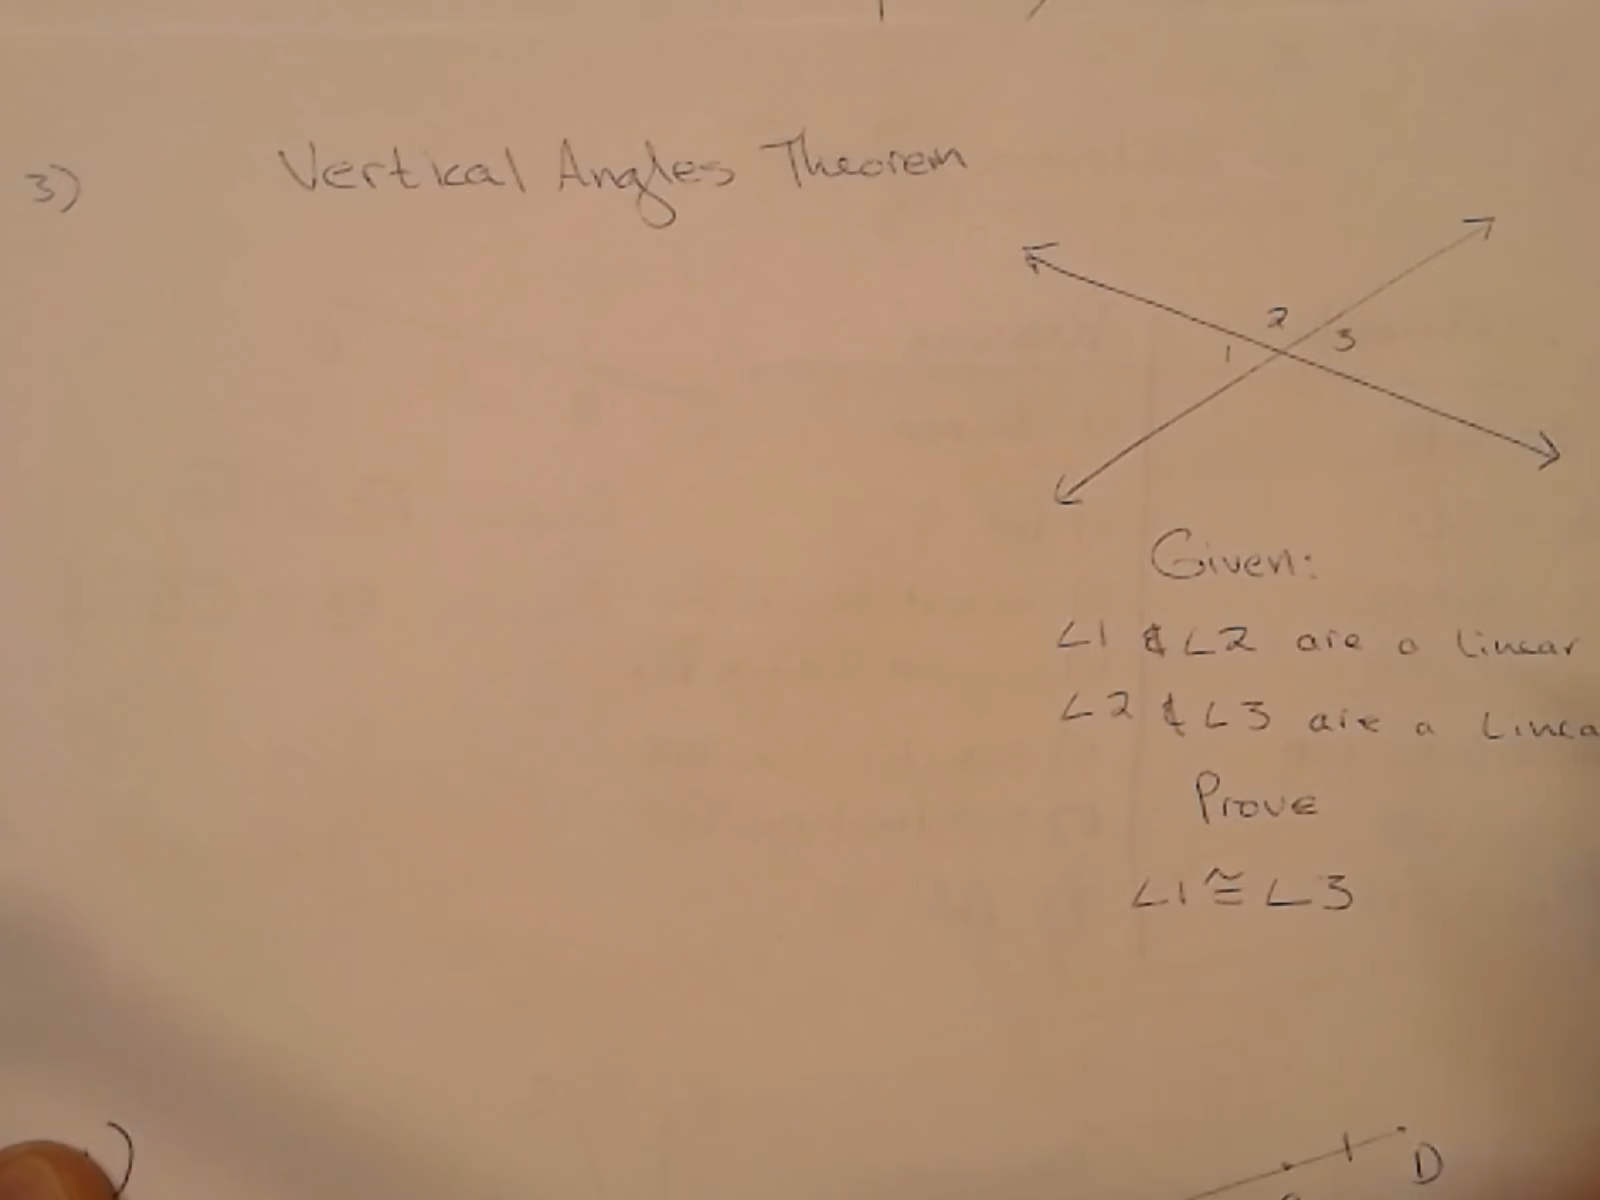 3) Vertical Angles Theorem
2
1 3
Given:
∠1 & ∠2 are a linear
∠2 & ∠3 are a Linea
Prove
∠1 ≅ ∠3
)
D